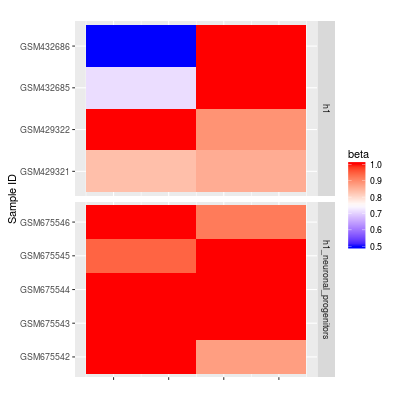 Sample ID
GSM432686
GSM432685
GSM429322
GSM429321
h1
GSM675546
GSM675545
GSM675544
GSM675543
GSM675542
h1_neuronal_progenitors
beta
1.0
0.9
0.8
0.7
0.6
0.5